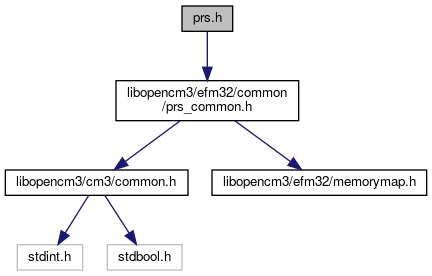 prs.h
libopencm3/efm32/common
/prs_common.h
libopencm3/cm3/common.h
libopencm3/efm32/memorymap.h
stdint.h
stdbool.h